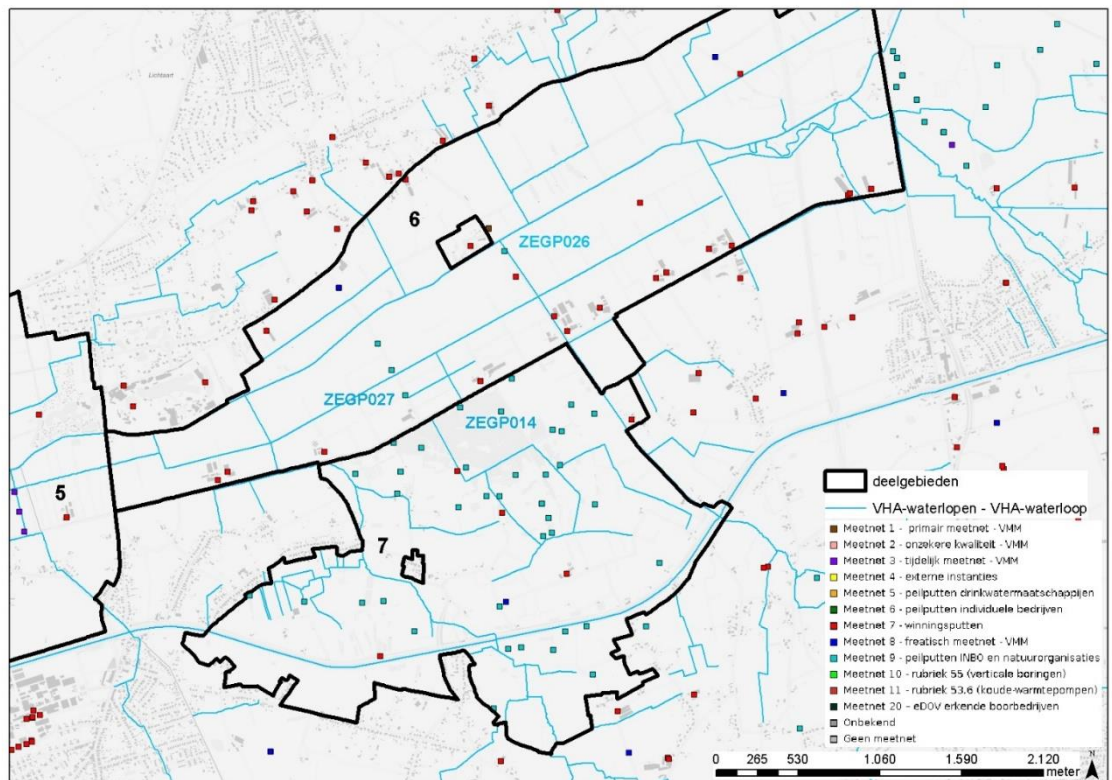 Lichtaart
6
ZEGP026
ZEGP027
ZEGP014
5
7
deelgebieden
VHA-waterlopen - VHA-waterloop
Meetnet 1 - primair meetnet - VMM
Meetnet 2 - onzekere kwaliteit - VMM
Meetnet 3 - tijdelijk meetnet - VMM
Meetnet 4 - externe instanties
Meetnet 5 - peilputten drinkwatermaatschappijen
Meetnet 6 - peilputten individuele bedrijven
Meetnet 7 - winningsputten
Meetnet 8 - freatisch meetnet - VMM
Meetnet 9 - peilputten INBO en natuurorganisaties
Meetnet 10 - rubriek 55 (verticale boringen)
Meetnet 11 - rubriek 53.6 (koude-warmtepompen)
Meetnet 20 - eDOV erkende boorbedrijven
Onbekend
Geen meetnet
0 265 530 1.060 1.590 2.120
meter
N